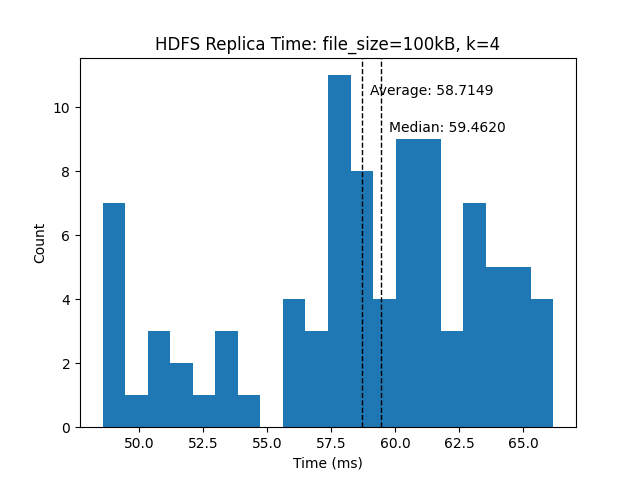 HDFS Replica Time: file_size=100kB, k=4
Average: 58.7149
Median: 59.4620
10
8
6
4
2
0
Count
50.0 52.5 55.0 57.5 60.0 62.5 65.0
Time (ms)